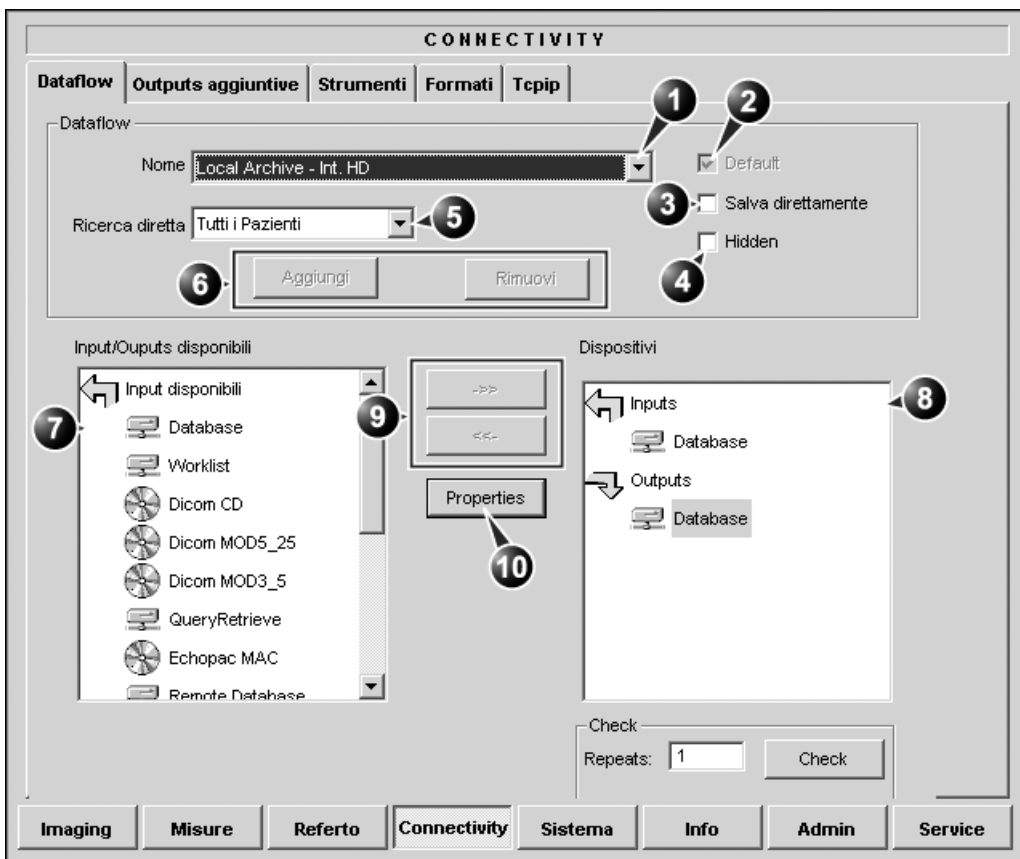 CONNECTIVITY
Dataflow Outputs aggiuntive Strumenti Formati Tcpip
1 2
Dataflow
Nome Local Archive - Int. HD Default
3 Salva direttamente
Ricerca diretta Tutti i Pazienti 5
Hidden
6 Aggiungi Rimuovi 4
Input/Ouputs disponibili Dispositivi
Input disponibili ->> Inputs 8
7 Database 9 <<- Database
Worklist Outputs
Dicom CD Properties Database
Dicom MOD5_25 10
Dicom MOD3_5
QueryRetrieve
Echopac MAC
Remote Database
Check
Repeats: 1 Check
Imaging Misure Referto Connectivity Sistema Info Admin Service